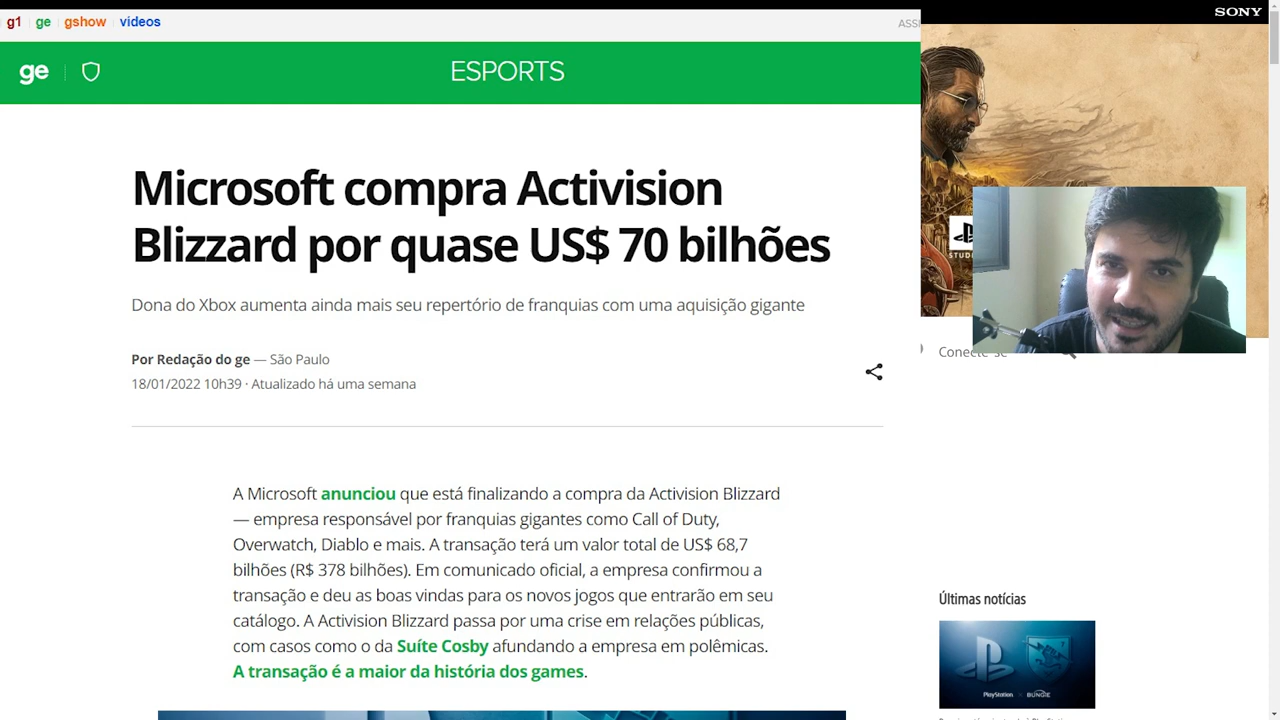 g1 ge gshow vídeos
ASSI
SONY
ge
ESPORTS
Microsoft compra Activision
Blizzard por quase US$ 70 bilhões
Dona do Xbox aumenta ainda mais seu repertório de franquias com uma aquisição gigante
Por Redação do ge — São Paulo
18/01/2022 10h39 · Atualizado há uma semana
A Microsoft anunciou que está finalizando a compra da Activision Blizzard
— empresa responsável por franquias gigantes como Call of Duty,
Overwatch, Diablo e mais. A transação terá um valor total de US$ 68,7
bilhões (R$ 378 bilhões). Em comunicado oficial, a empresa confirmou a
transação e deu as boas vindas para os novos jogos que entrarão em seu
catálogo. A Activision Blizzard passa por uma crise em relações públicas,
com casos como o da Suíte Cosby afundando a empresa em polêmicas.
A transação é a maior da história dos games.
STUD
Conecte-se
Últimas notícias
PlayStation
BUNGIE